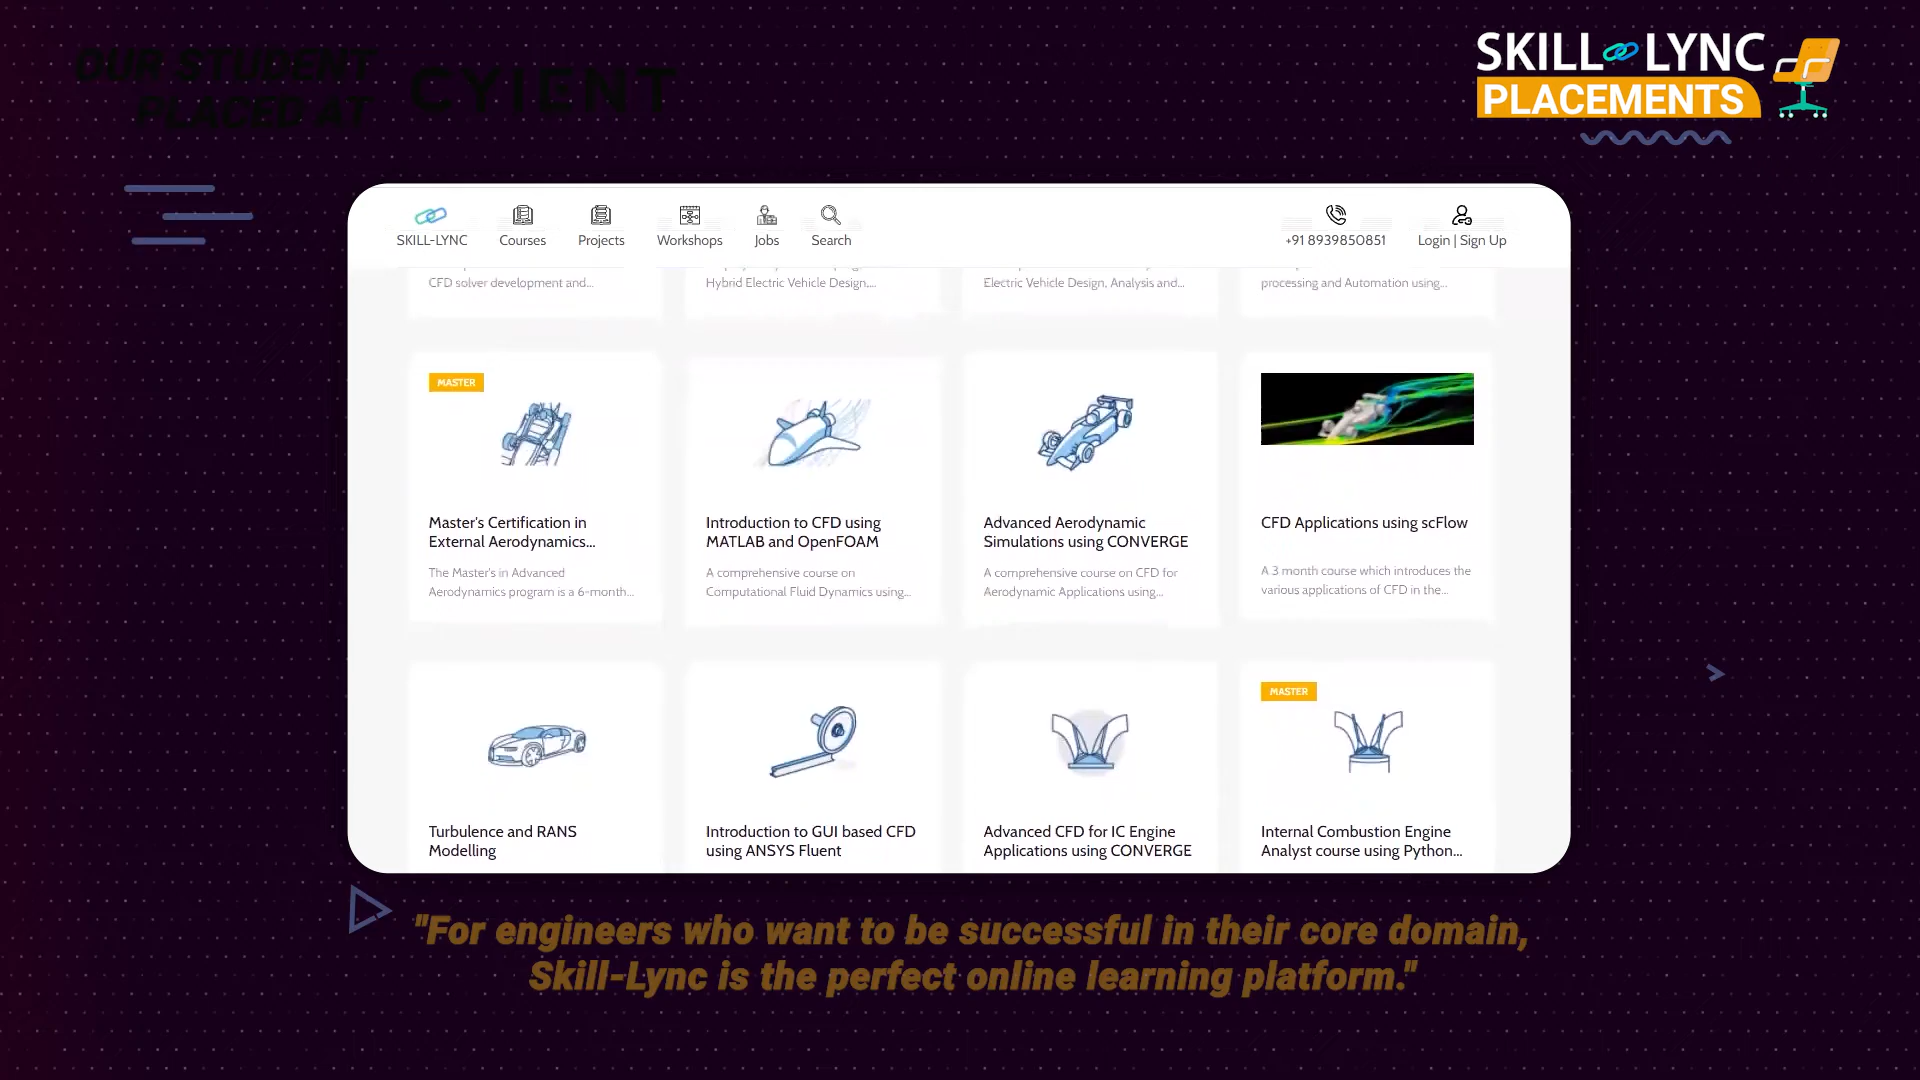 OUR STUDENT
PLACED AT
CYIENT
SKILL LYNC
PLACEMENTS
SKILL-LYNC
Courses
Projects
Workshops
Jobs
Search
+91 8939850851
Login | Sign Up
CFD solver development and...
Hybrid Electric Vehicle Design,...
Electric Vehicle Design, Analysis and...
processing and Automation using...
MASTER
Master's Certification in
External Aerodynamics...
The Master's in Advanced
Aerodynamics program is a 6-month...
Introduction to CFD using
MATLAB and OpenFOAM
A comprehensive course on
Computational Fluid Dynamics using...
Advanced Aerodynamic
Simulations using CONVERGE
A comprehensive course on CFD for
Aerodynamic Applications using...
CFD Applications using scFlow
A 3 month course which introduces the
various applications of CFD in the...
Turbulence and RANS
Modelling
Introduction to GUI based CFD
using ANSYS Fluent
Advanced CFD for IC Engine
Applications using CONVERGE
MASTER
Internal Combustion Engine
Analyst course using Python...
"For engineers who want to be successful in their core domain,
Skill-Lync is the perfect online learning platform."